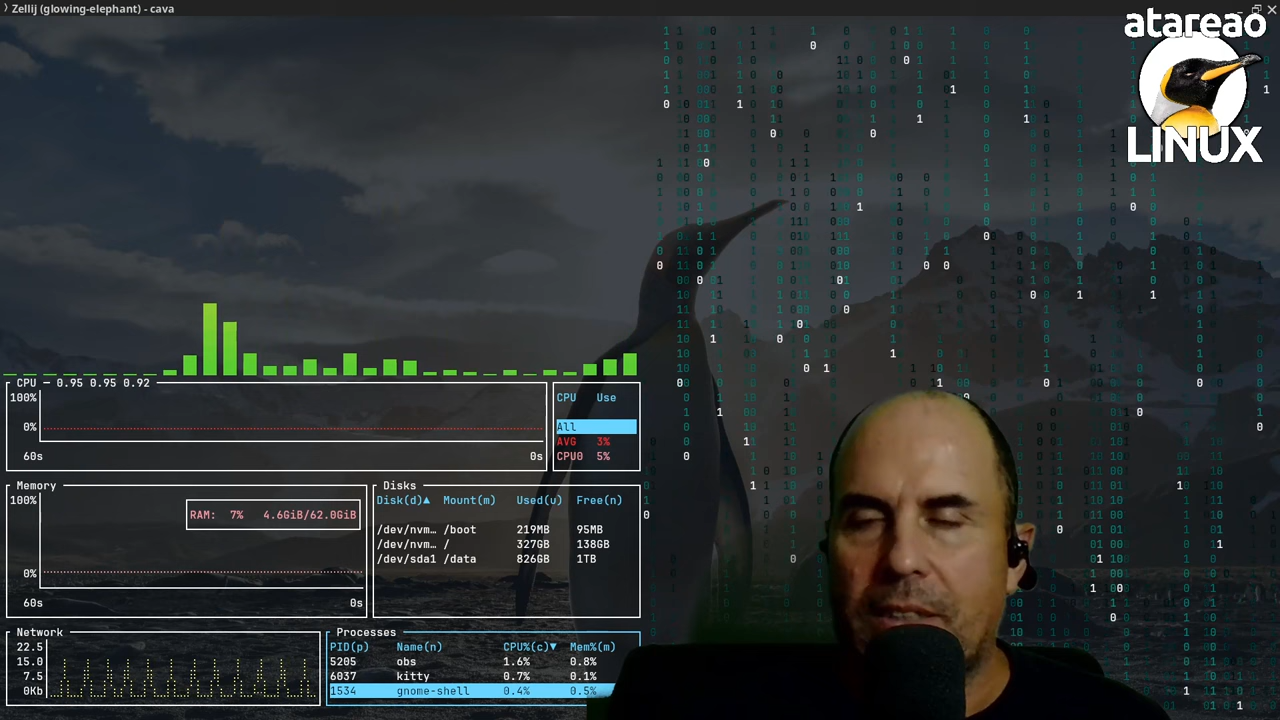 Zellij (glowing-elephant) - cava
atareao
LINUX
CPU — 0.95 0.95 0.92
100%
0%
60s 0s
CPU Use
All
AVG 3%
CPU0 5%
Memory
100%
RAM: 7% 4.6GiB/62.0GiB
0%
60s 0s
Disks
Disk(d)▲ Mount(m) Used(u) Free(n)
/dev/nvm… /boot 219MB 95MB
/dev/nvm… / 327GB 138GB
/dev/sda1 /data 826GB 1TB
Network
22.5
15.0
7.5
0Kb
Processes
PID(p) Name(n) CPU%(c)▼ Mem%(m)
5205 obs 1.6% 0.8%
6037 kitty 0.7% 0.1%
1534 gnome-shell 0.4% 0.5%